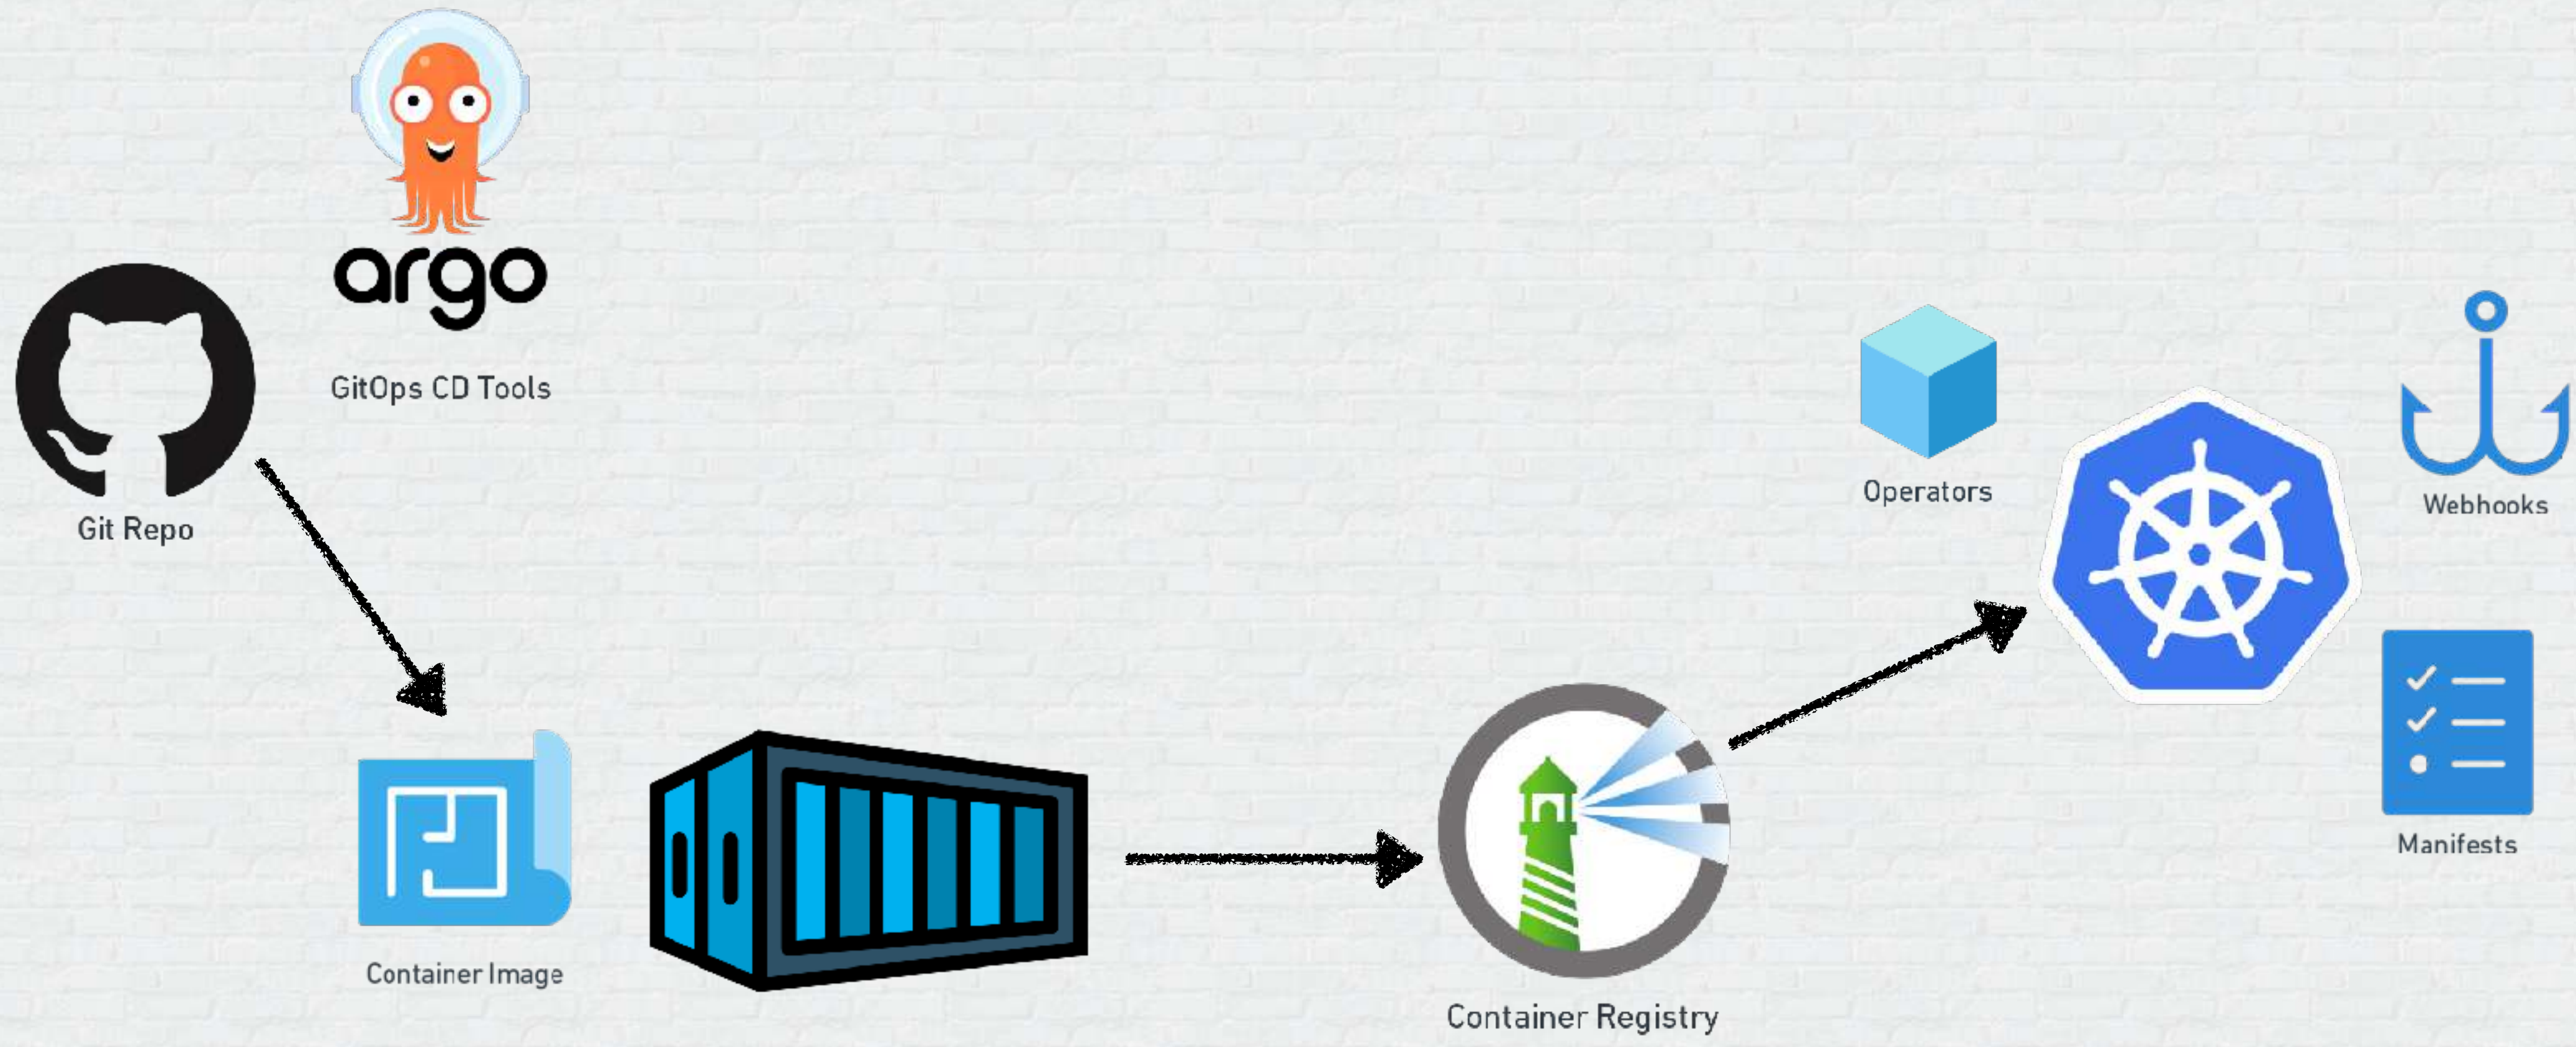 argo
GitOps CD Tools
Git Repo
Operators
Webhooks
Manifests
Container Image
Container Registry